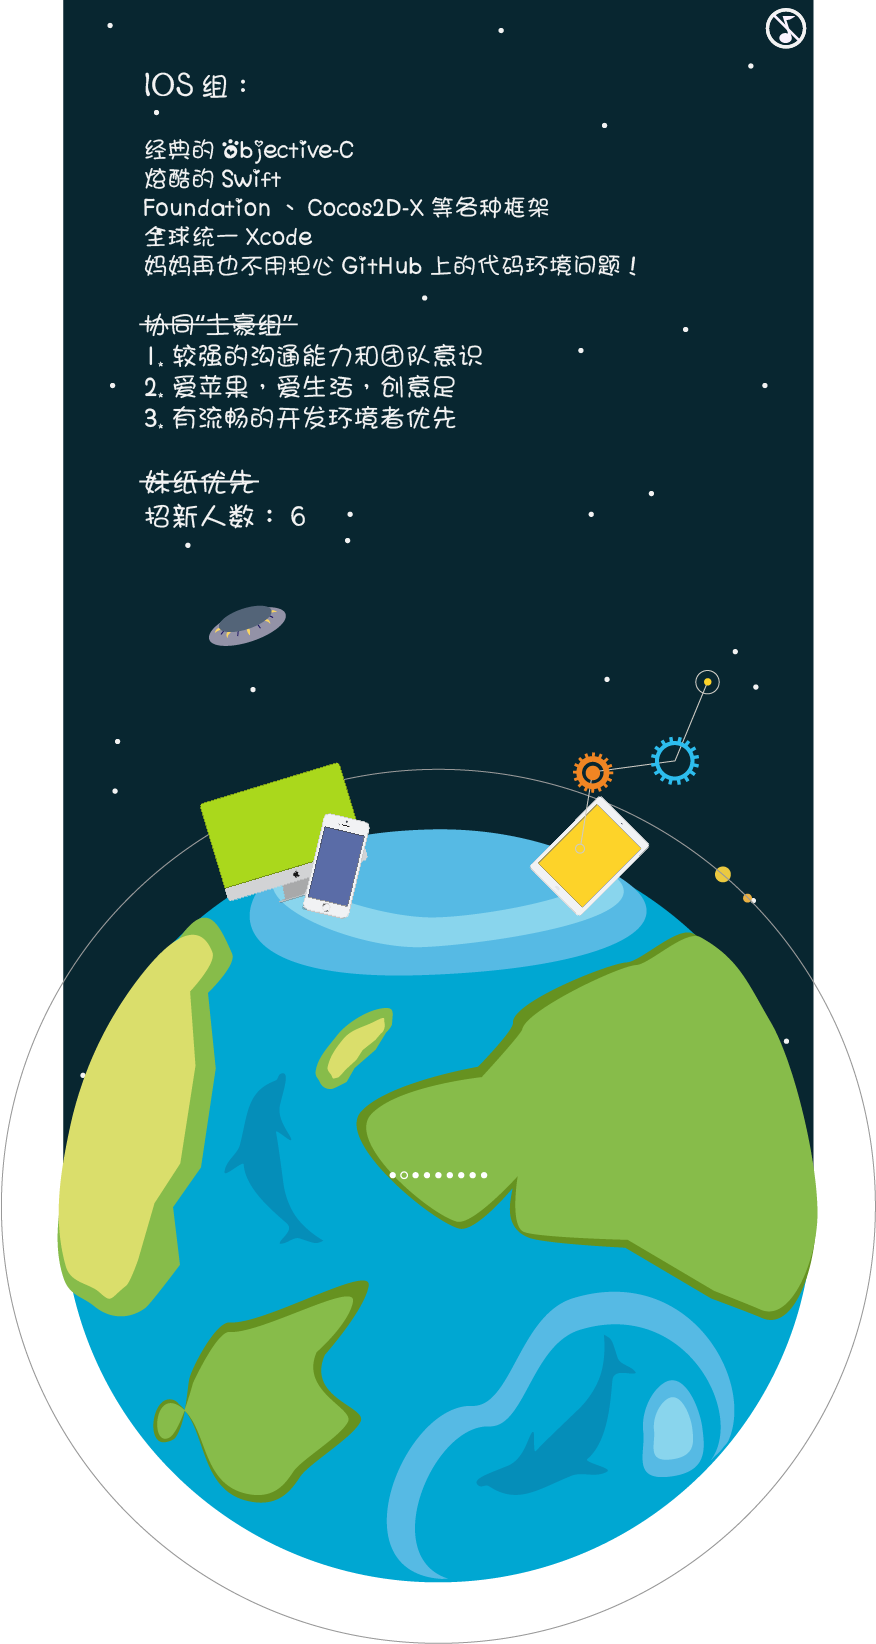 IOS 组：
经典的 Objective-C
炫酷的 Swift
Foundation 、 Cocos2D-X 等各种框架
全球统一 Xcode
妈妈再也不用担心 GitHub 上的代码环境问题！
协同“土豪组”
1. 较强的沟通能力和团队意识
2. 爱苹果，爱生活，创意足
3. 有流畅的开发环境者优先
妹纸优先
招新人数： 6